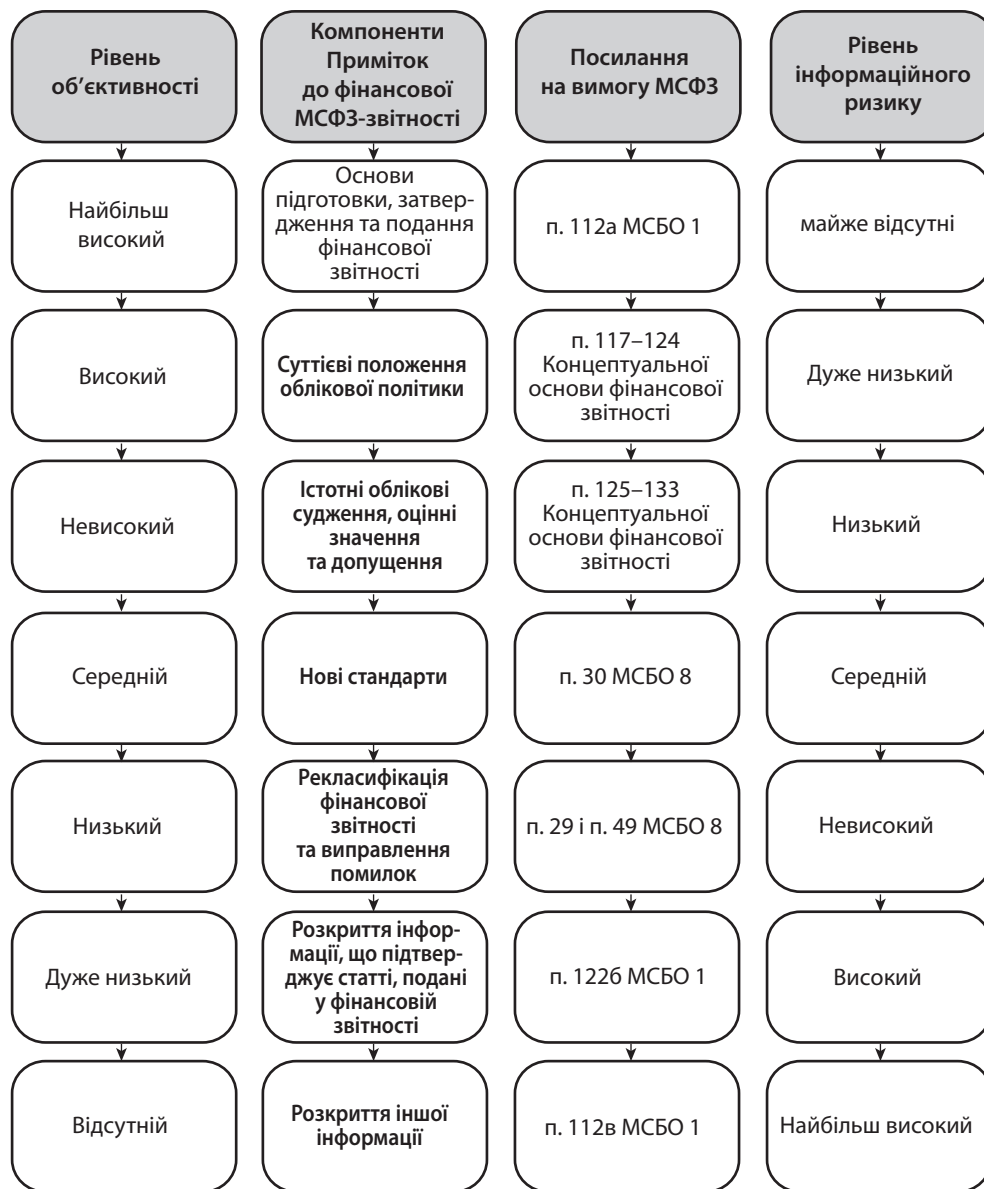 Рівень
об’єктивності
Компоненти
Приміток
до фінансової
МСФЗ-звітності
Посилання
на вимогу МСФЗ
Рівень
інформаційного
ризику
Найбільш
високий
Основи
підготовки, затвер-
дження та подання
фінансової
звітності
п. 112а МСБО 1
майже відсутні
Високий
Суттієві положення
облікової політики
п. 117–124
Концептуальної
основи фінансової
звітності
Дуже низький
Невисокий
Істотні облікові
судження, оцінні
значення
та допущення
п. 125–133
Концептуальної
основи фінансової
звітності
Низький
Середній
Нові стандарти
п. 30 МСБО 8
Середній
Низький
Рекласифікація
фінансової
звітності
та виправлення
помилок
п. 29 і п. 49 МСБО 8
Невисокий
Дуже низький
Розкриття інфор-
мації, що підтвер-
джує статті, подані
у фінансовій
звітності
п. 122б МСБО 1
Високий
Відсутній
Розкриття іншої
інформації
п. 112в МСБО 1
Найбільш високий